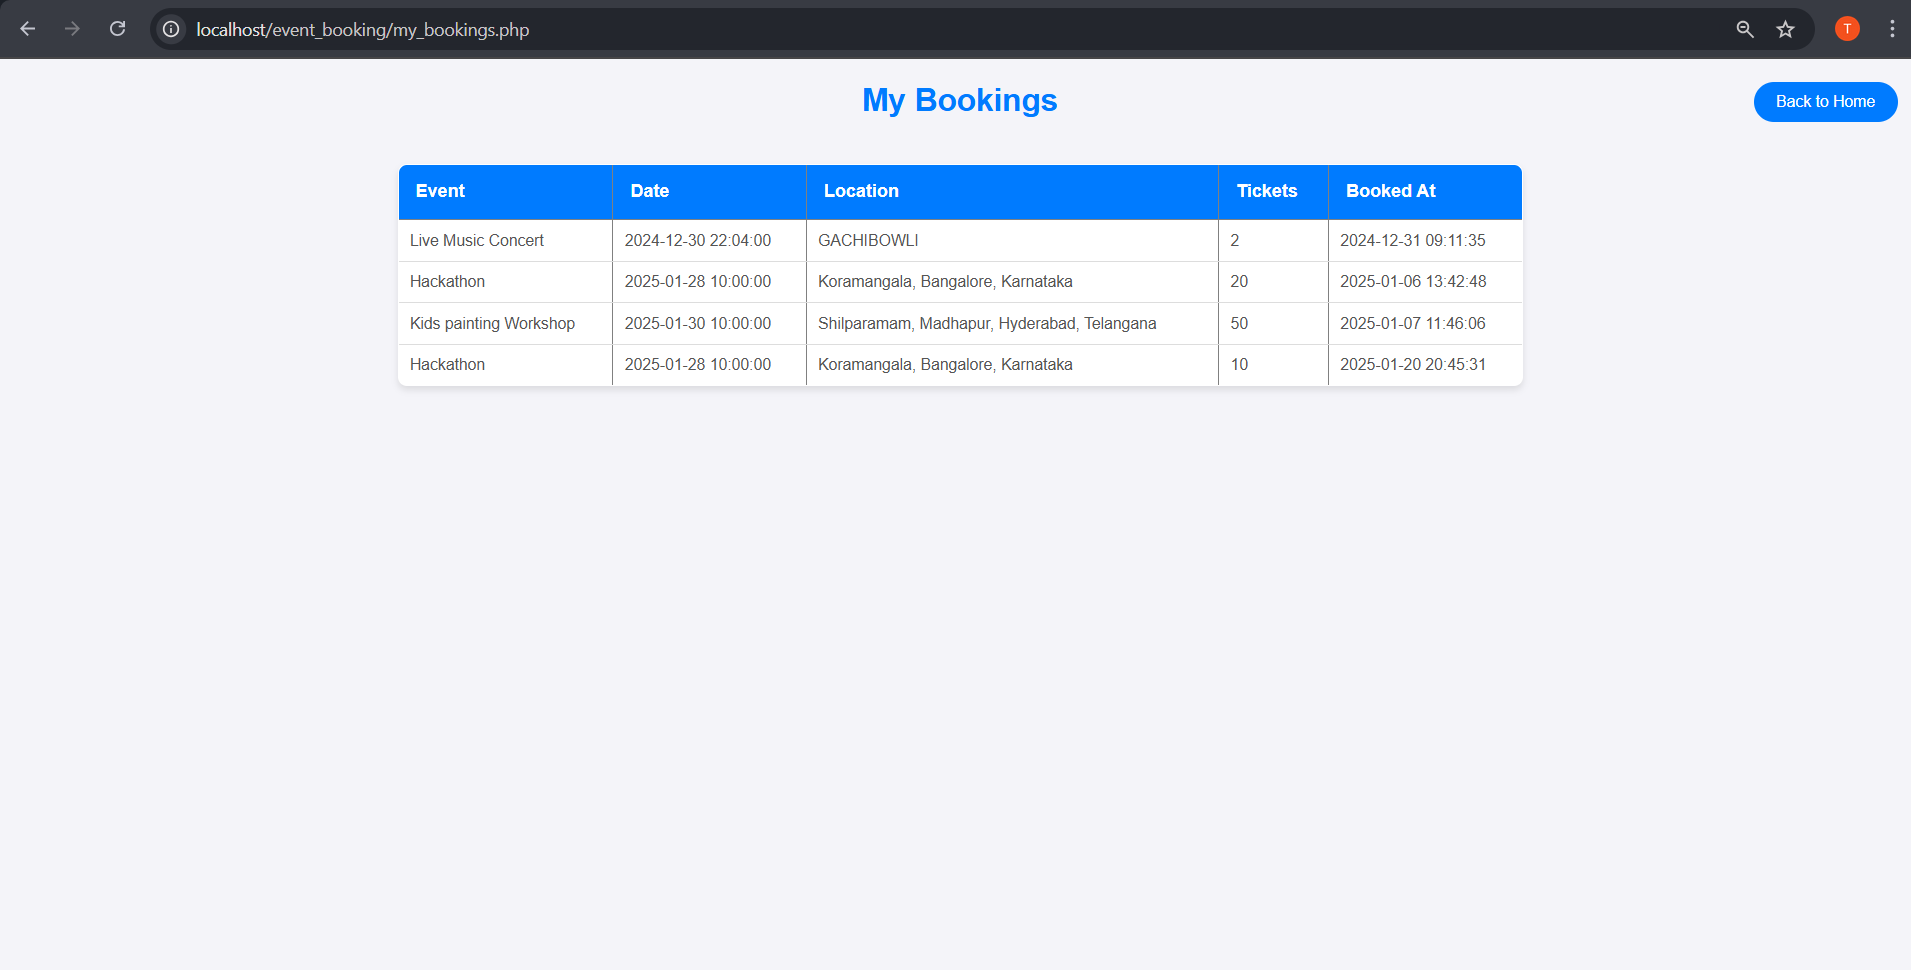 localhost/event_booking/my_bookings.php
T
My Bookings
Back to Home
Event Date Location Tickets Booked At
Live Music Concert 2024-12-30 22:04:00 GACHIBOWLI 2 2024-12-31 09:11:35
Hackathon 2025-01-28 10:00:00 Koramangala, Bangalore, Karnataka 20 2025-01-06 13:42:48
Kids painting Workshop 2025-01-30 10:00:00 Shilparamam, Madhapur, Hyderabad, Telangana 50 2025-01-07 11:46:06
Hackathon 2025-01-28 10:00:00 Koramangala, Bangalore, Karnataka 10 2025-01-20 20:45:31